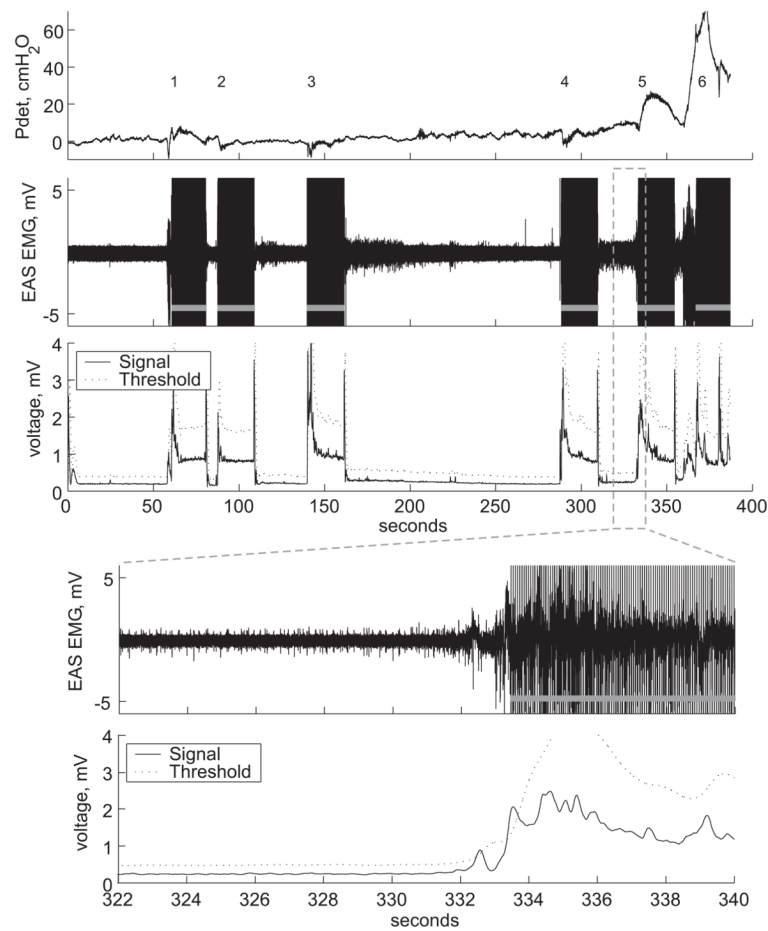 Pdet, cmH2O
60
40
20
0
1 2 3 4 5 6
EAS EMG, mV
5
-5
voltage, mV
4
3
2
1
0
Signal
Threshold
0 50 100 150 200 250 300 350 400
seconds
EAS EMG, mV
5
-5
voltage, mV
4
3
2
1
0
Signal
Threshold
322 324 326 328 330 332 334 336 338 340
seconds